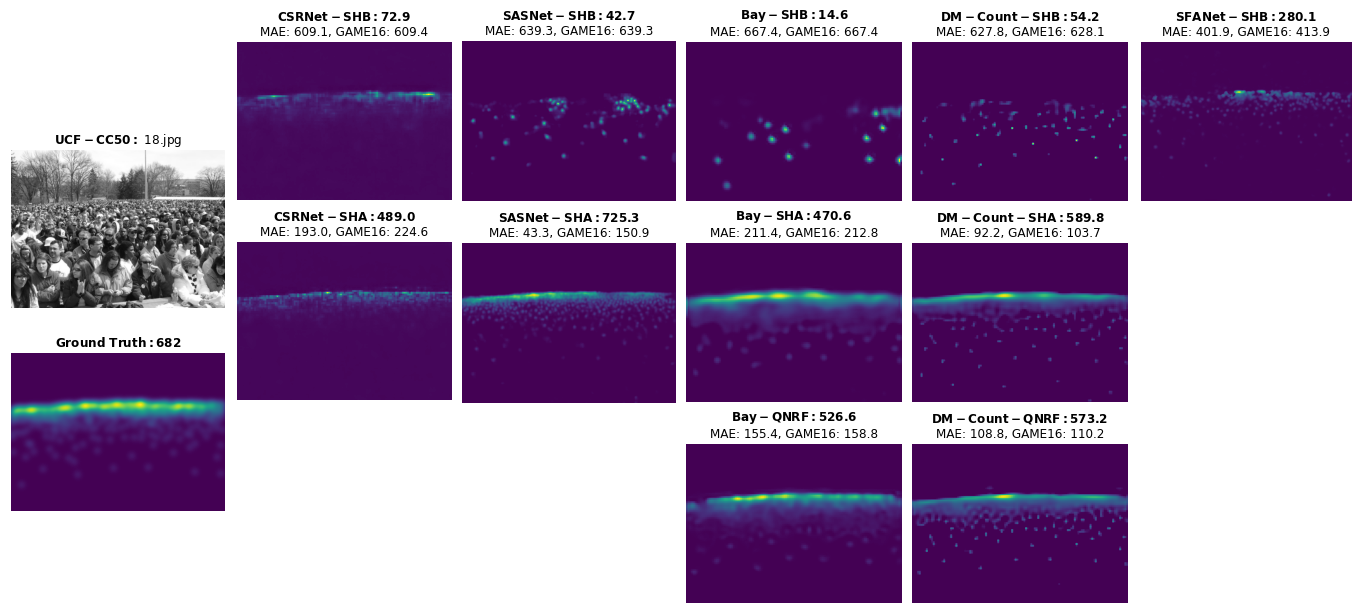 CSRNet – SHB: 72.9
MAE: 609.1, GAME16: 609.4
SASNet – SHB: 42.7
MAE: 639.3, GAME16: 639.3
Bay – SHB: 14.6
MAE: 667.4, GAME16: 667.4
DM – Count – SHB: 54.2
MAE: 627.8, GAME16: 628.1
SFANet – SHB: 280.1
MAE: 401.9, GAME16: 413.9
UCF – CC50: 18.jpg
CSRNet – SHA: 489.0
MAE: 193.0, GAME16: 224.6
SASNet – SHA: 725.3
MAE: 43.3, GAME16: 150.9
Bay – SHA: 470.6
MAE: 211.4, GAME16: 212.8
DM – Count – SHA: 589.8
MAE: 92.2, GAME16: 103.7
Ground Truth: 682
Bay – QNRF: 526.6
MAE: 155.4, GAME16: 158.8
DM – Count – QNRF: 573.2
MAE: 108.8, GAME16: 110.2